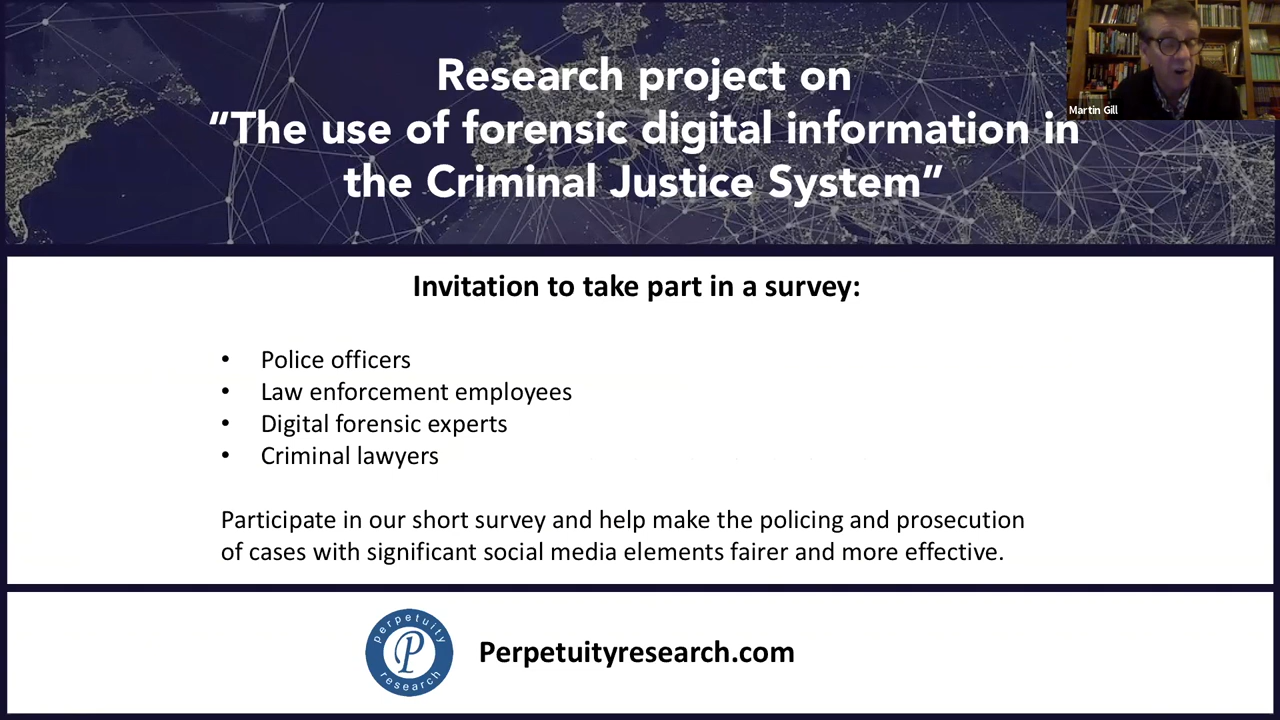 Research project on
“The use of forensic digital information in
the Criminal Justice System”
Martin Gill
Invitation to take part in a survey:
• Police officers
• Law enforcement employees
• Digital forensic experts
• Criminal lawyers
Participate in our short survey and help make the policing and prosecution
of cases with significant social media elements fairer and more effective.
perpetuity
P
research
Perpetuityresearch.com